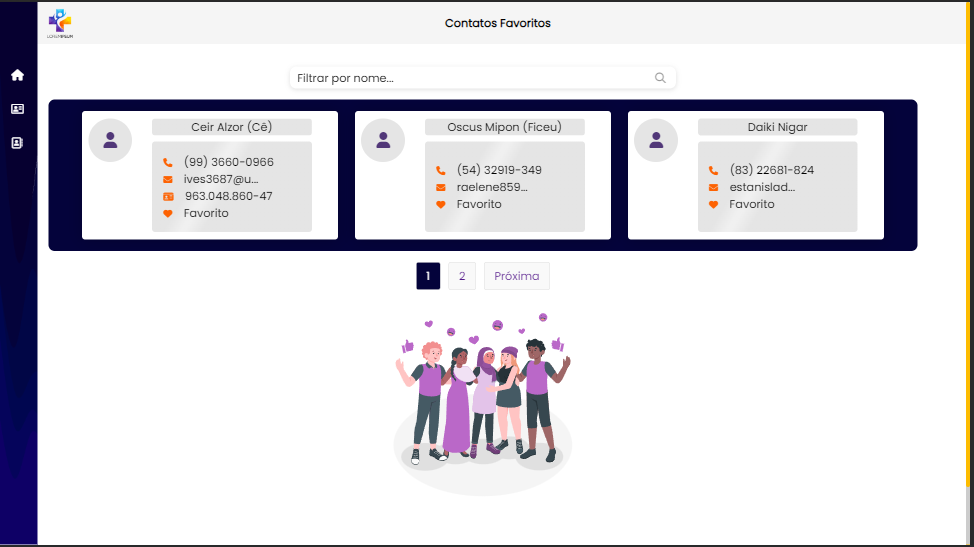 Contatos Favoritos
LOREMIPSUM
Filtrar por nome...
Ceir Alzor (Cê)
(99) 3660-0966
ives3687@u...
963.048.860-47
Favorito
Oscus Mipon (Ficeu)
(54) 32919-349
raelene859...
Favorito
Daiki Nigar
(83) 22681-824
estanislad...
Favorito
1 2 Próxima